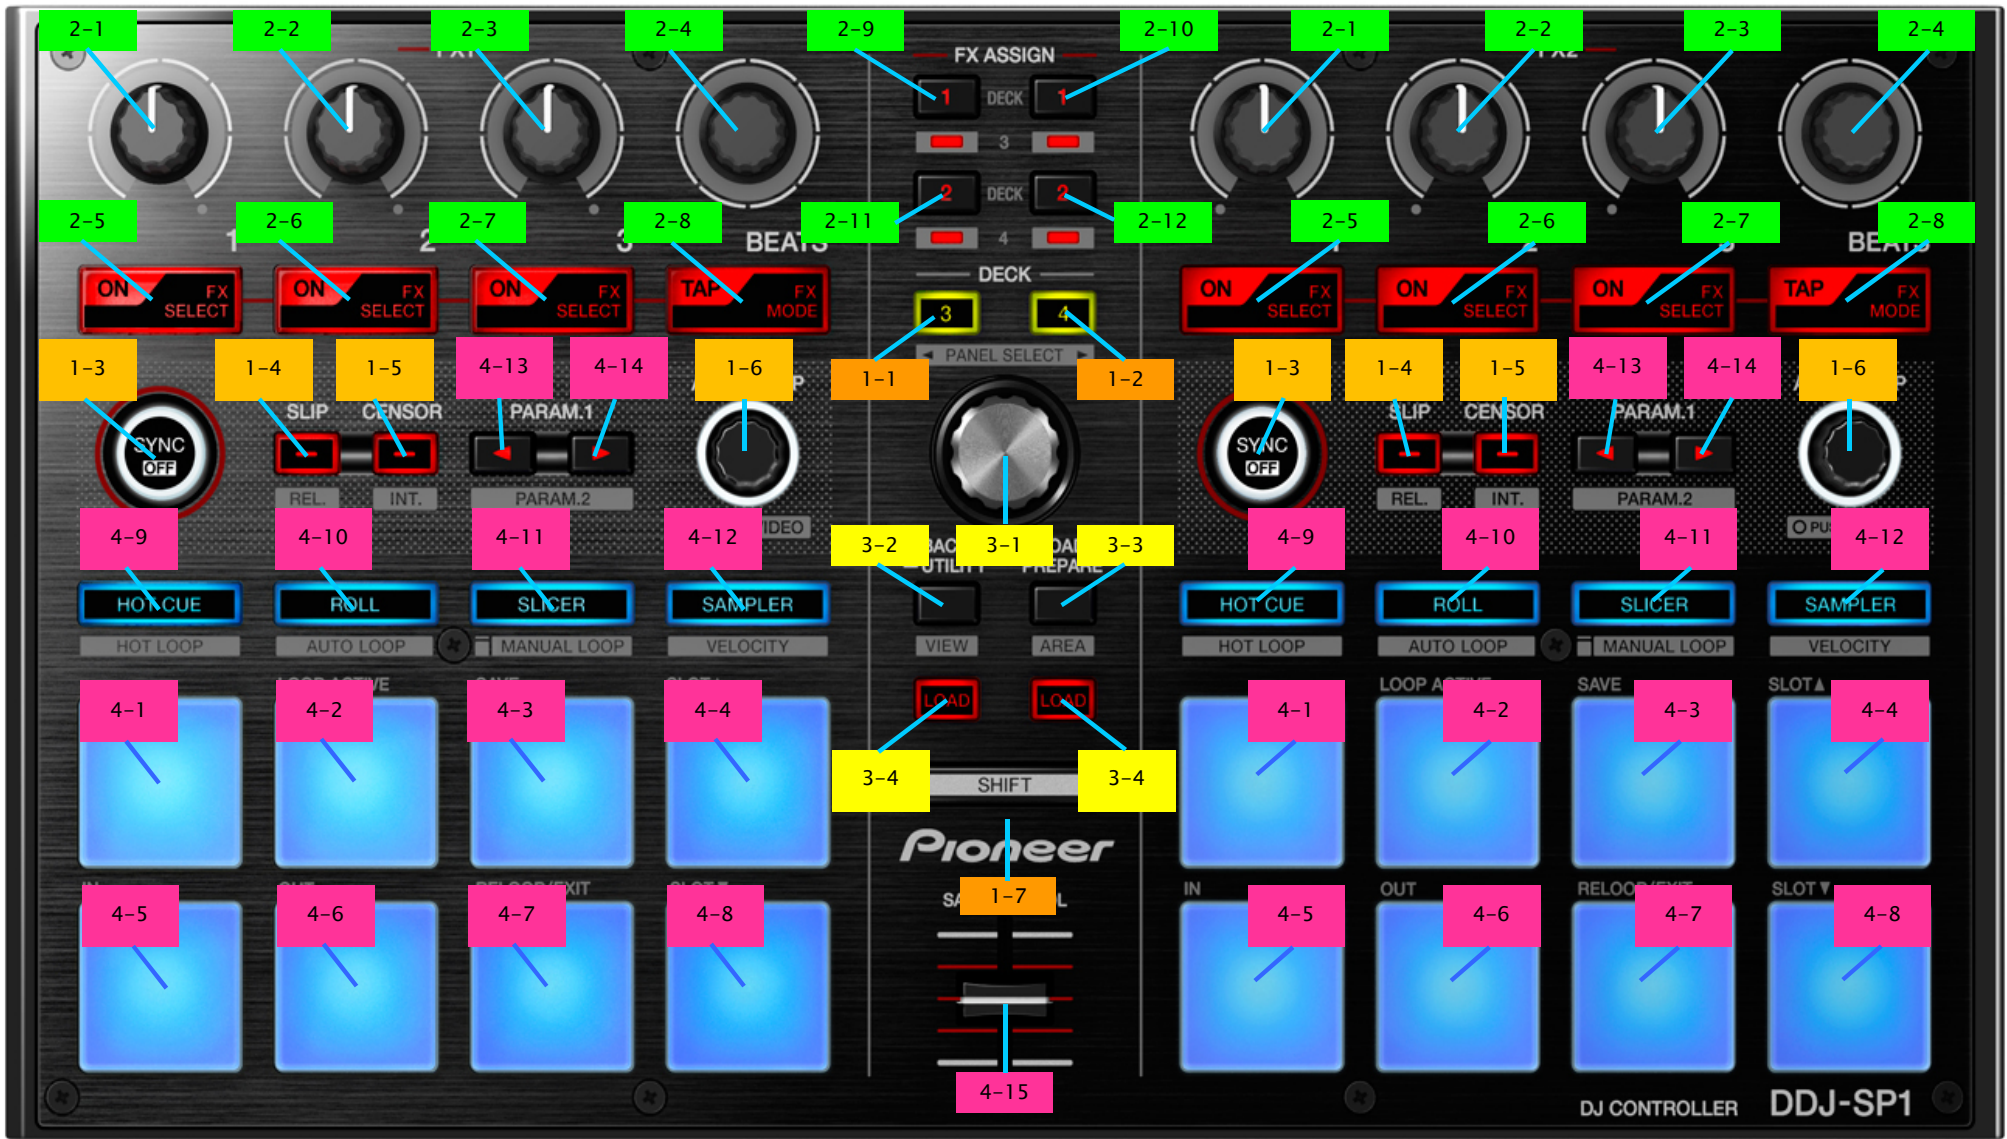 2-1 2-2 2-3 2-4 2-9 2-10 2-1 2-2 2-3 2-4
FX ASSIGN
1 DECK 1
3
2 DECK 2
2-5 2-6 2-7 2-8 2-11 2-12 2-5 2-6 2-7 2-8
1 2 3 BEATS 4
DECK
ON FX SELECT ON FX SELECT ON FX SELECT TAP FX MODE
3 4
ON FX SELECT ON FX SELECT ON FX SELECT TAP FX MODE
PANEL SELECT
1-3 1-4 1-5 4-13 4-14 1-6 1-1 1-2 1-3 1-4 1-5 4-13 4-14 1-6
SLIP CENSOR PARAM.1 SLIP CENSOR PARAM.1
SYNC OFF SYNC OFF
REL. INT. PARAM.2 REL. INT. PARAM.2
4-9 4-10 4-11 4-12 3-2 3-1 3-3 4-9 4-10 4-11 4-12
UTILITY PREPARE
HOT CUE ROLL SLICER SAMPLER HOT CUE ROLL SLICER SAMPLER
HOT LOOP AUTO LOOP MANUAL LOOP VELOCITY VIEW AREA HOT LOOP AUTO LOOP MANUAL LOOP VELOCITY
LOOP ACTIVE SAVE SLOT▲
4-1 4-2 4-3 4-4 LOAD LOAD 4-1 4-2 4-3 4-4
3-4 SHIFT 3-4
Pioneer
IN OUT RELOOP/EXIT SLOT▼
4-5 4-6 4-7 4-8 1-7 4-5 4-6 4-7 4-8
4-15
DJ CONTROLLER DDJ-SP1